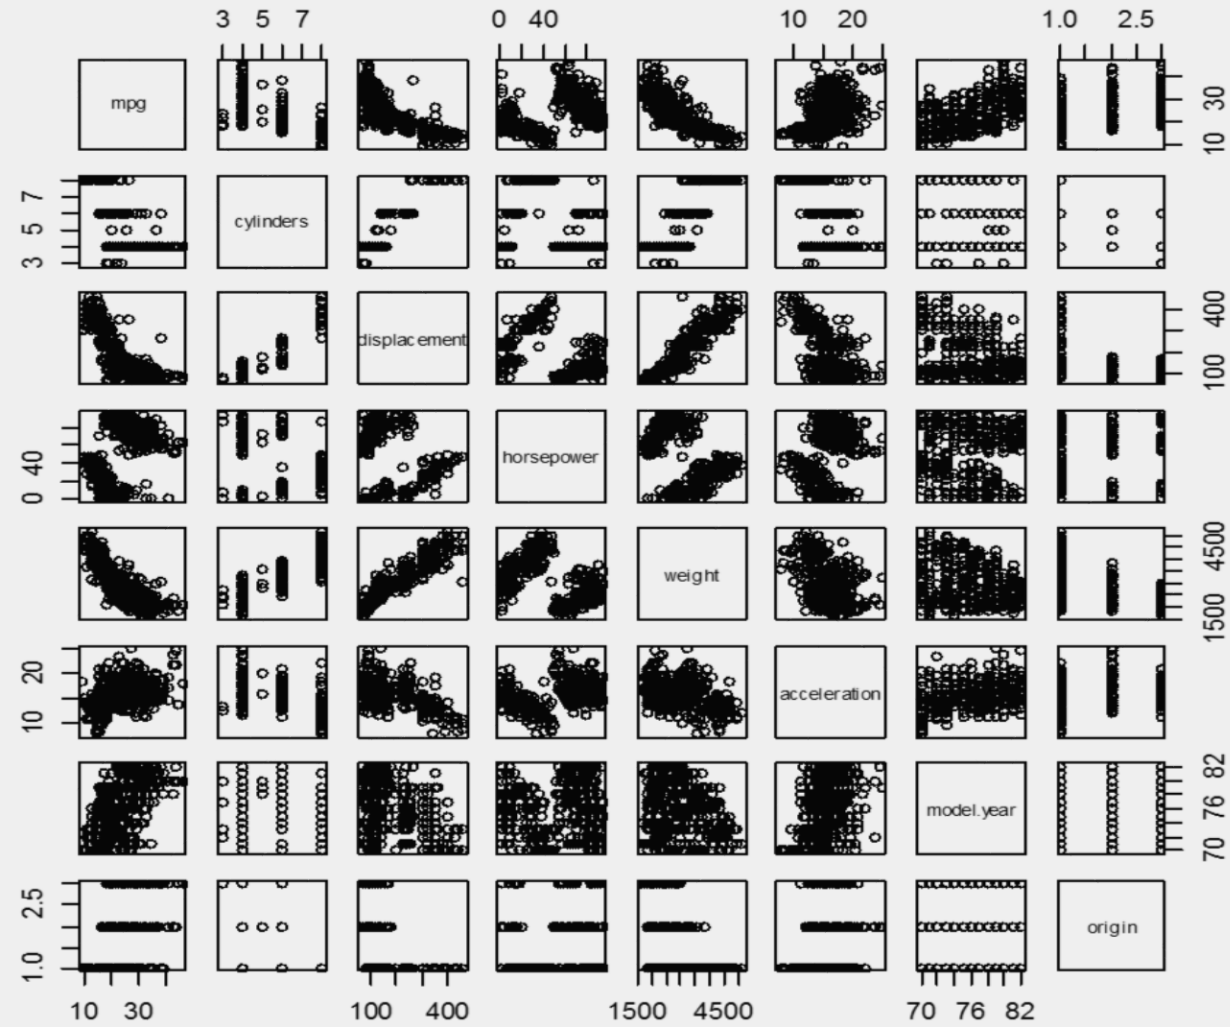 3 5 7 0 40 10 20 1.0 2.5
mpg 10 30
3 5 7 cylinders
displacement 100 400
0 40 horsepower
weight 1500 4500
10 20 acceleration
model.year 70 76 82
1.0 2.5 origin
10 30 100 400 1500 4500 70 76 82